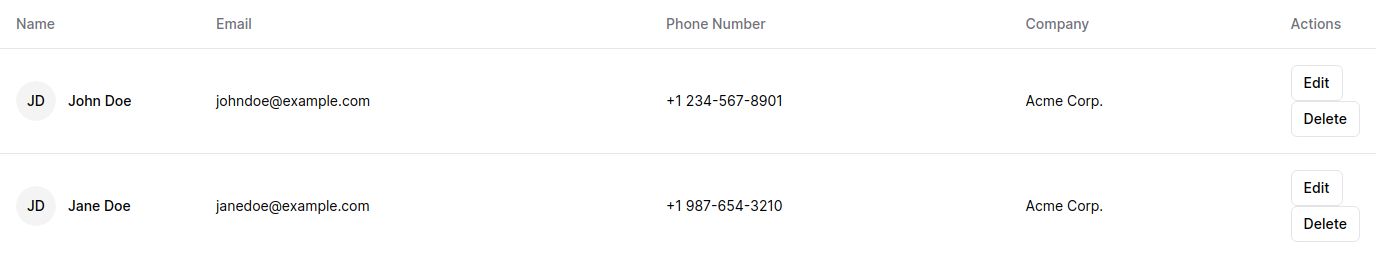 Name Email Phone Number Company Actions
JD John Doe johndoe@example.com +1 234-567-8901 Acme Corp. Edit
Delete
JD Jane Doe janedoe@example.com +1 987-654-3210 Acme Corp. Edit
Delete